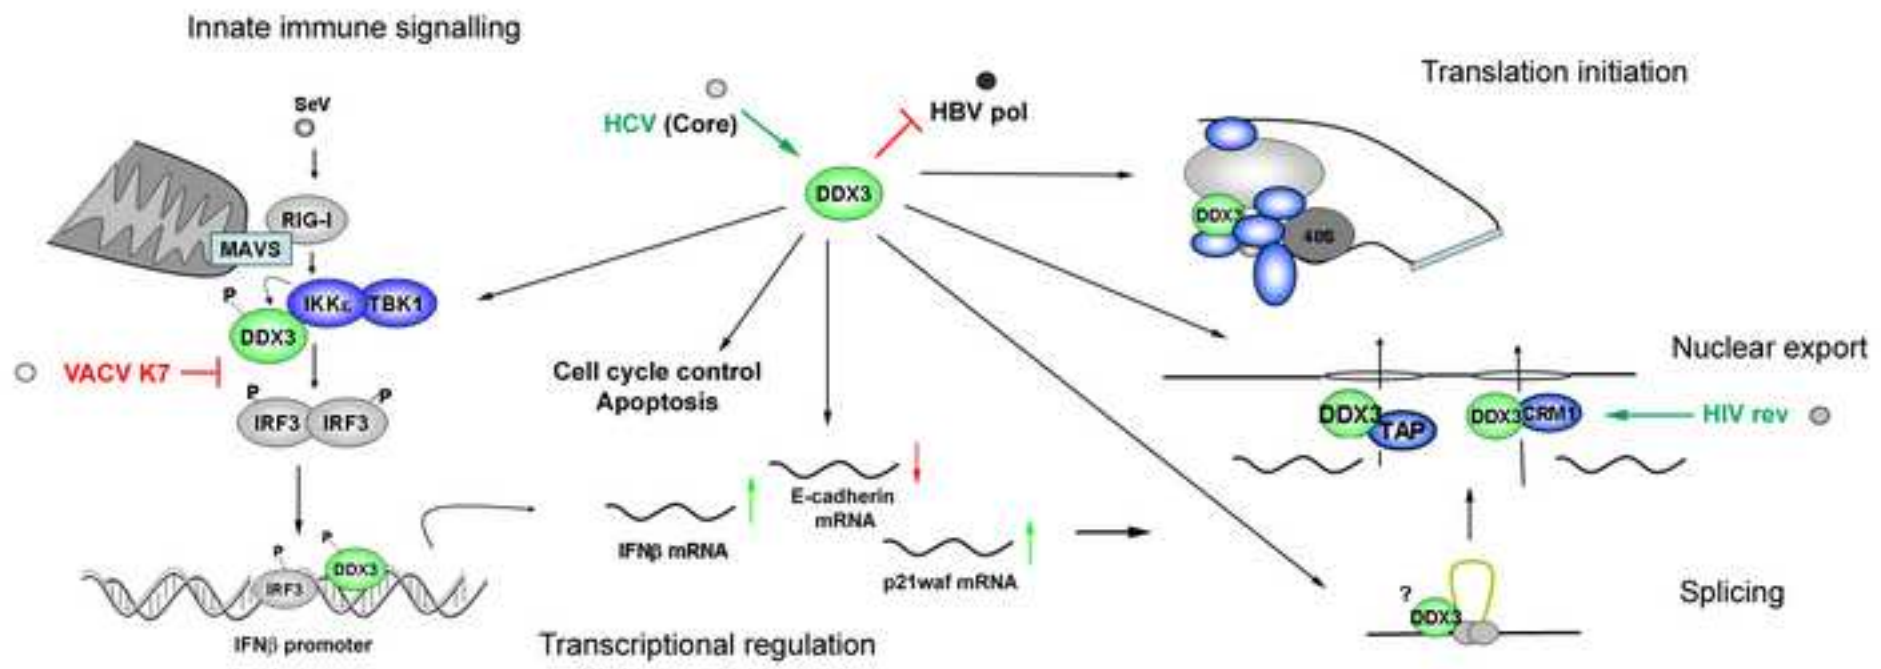 Innate immune signalling
SeV
RIG-I
MAVS
P
IKKε TBK1
DDX3
VACV K7
P
P
IRF3 IRF3
P
P
DDX3
IRF3
IFNβ promoter
HCV (Core)
HBV pol
DDX3
Cell cycle control
Apoptosis
E-cadherin
mRNA
IFNβ mRNA
p21waf mRNA
Transcriptional regulation
Translation initiation
DDX3
40S
Nuclear export
DDX3
TAP
DDX3 CRM1
HIV rev
?
DDX3
Splicing